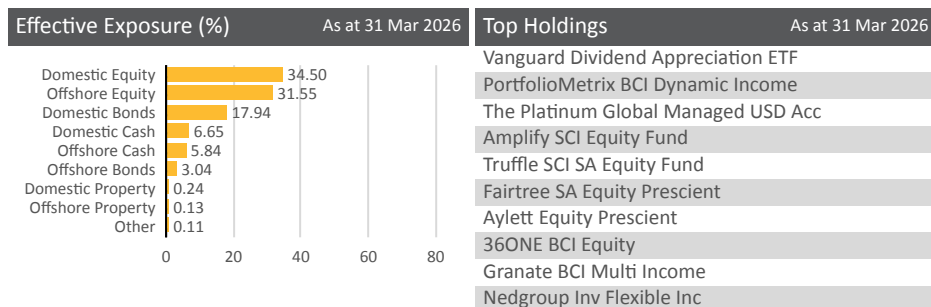 Effective Exposure (%) As at 31 Mar 2026
Domestic Equity 34.50
Offshore Equity 31.55
Domestic Bonds 17.94
Domestic Cash 6.65
Offshore Cash 5.84
Offshore Bonds 3.04
Domestic Property 0.24
Offshore Property 0.13
Other 0.11
0 20 40 60 80
Top Holdings As at 31 Mar 2026
Vanguard Dividend Appreciation ETF
PortfolioMetrix BCI Dynamic Income
The Platinum Global Managed USD Acc
Amplify SCI Equity Fund
Truffle SCI SA Equity Fund
Fairtree SA Equity Prescient
Aylett Equity Prescient
36ONE BCI Equity
Granate BCI Multi Income
Nedgroup Inv Flexible Inc